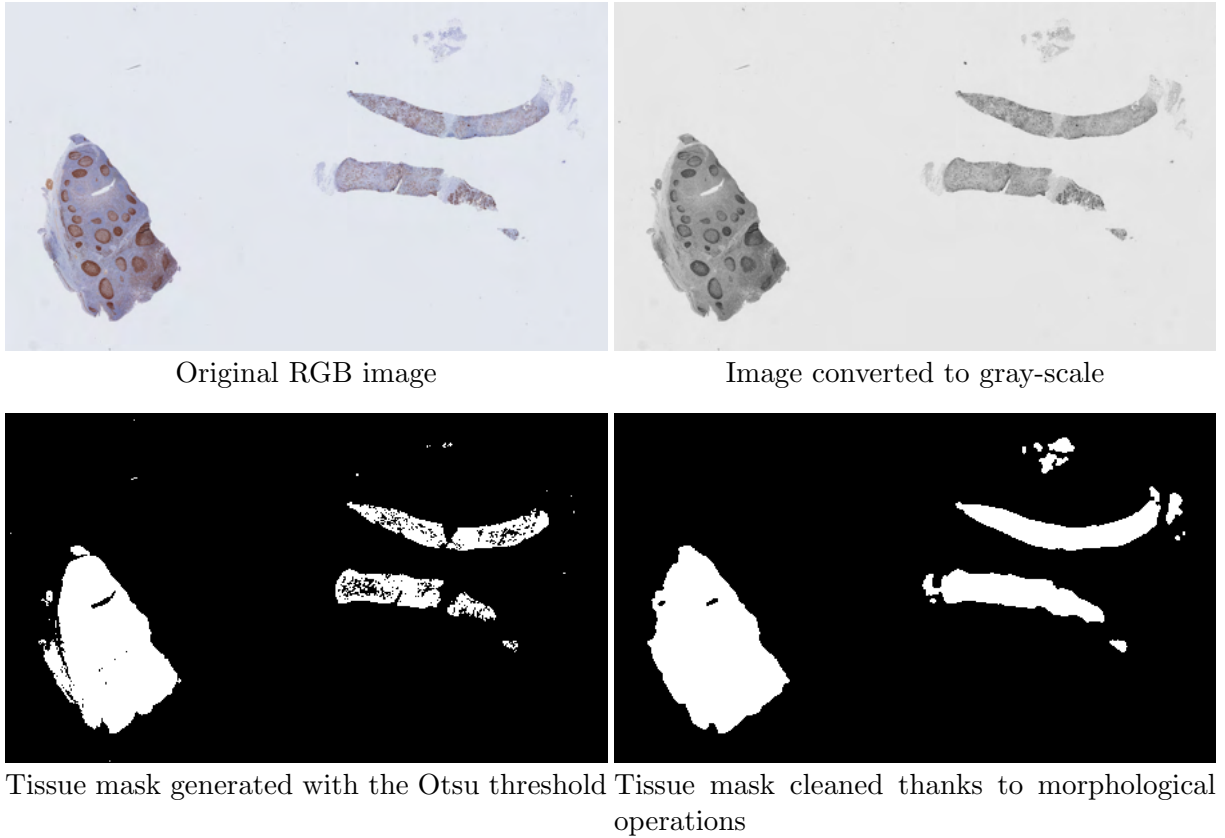 Original RGB image
Image converted to gray-scale
Tissue mask generated with the Otsu threshold
Tissue mask cleaned thanks to morphological
operations